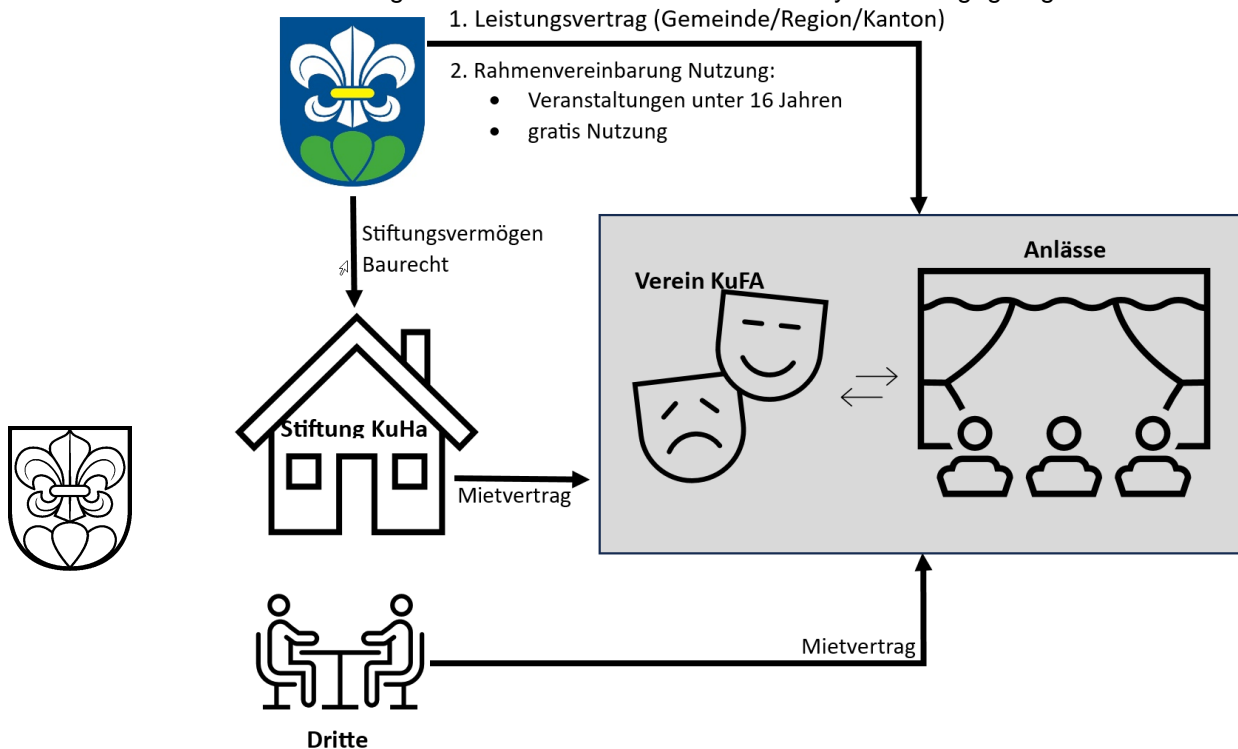 1. Leistungsvertrag (Gemeinde/Region/Kanton)
2. Rahmenvereinbarung Nutzung:
• Veranstaltungen unter 16 Jahren
• gratis Nutzung
Stiftungsvermögen
Baurecht
Anlässe
Verein KuFA
Stiftung KuHa
Mietvertrag
Mietvertrag
Dritte